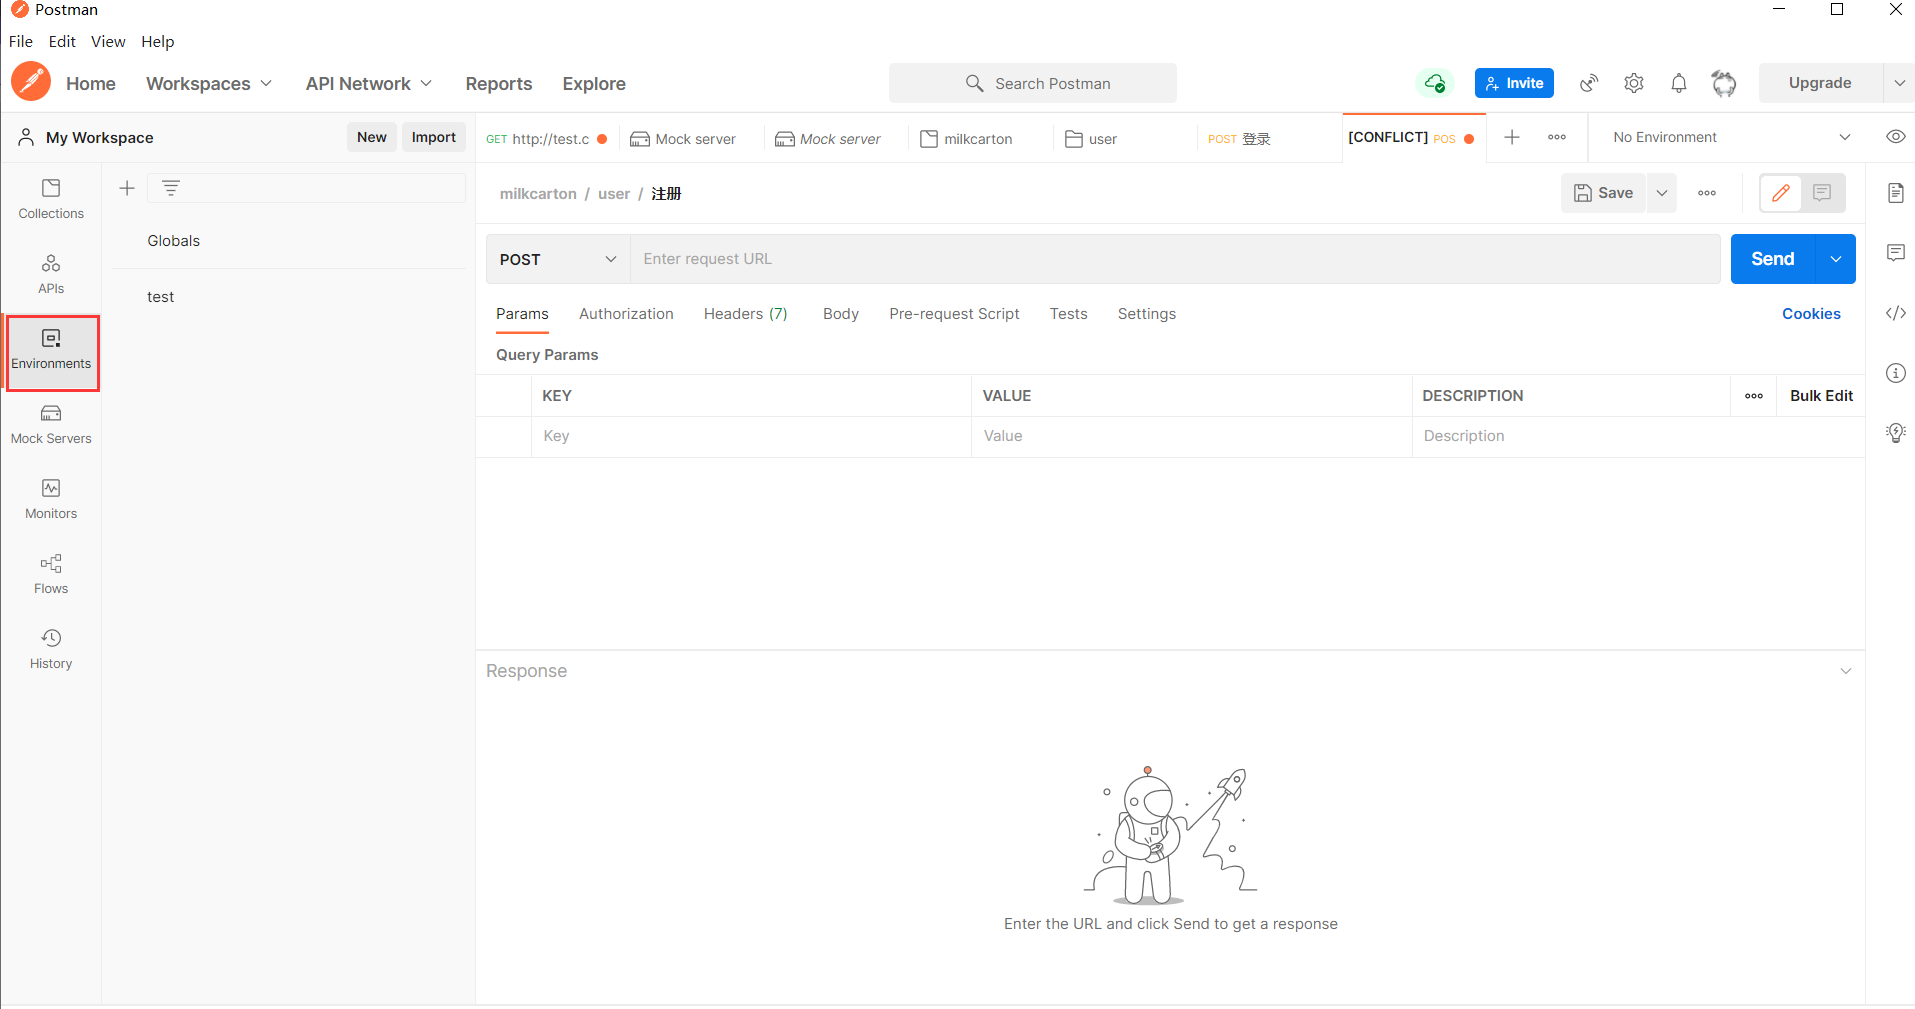 Postman
File Edit View Help
Home Workspaces API Network Reports Explore Search Postman Invite Upgrade
My Workspace New Import
GET http://test.c Mock server Mock server milkcarton user POST 登录 [CONFLICT] POS No Environment
Collections
APIs
Environments
Mock Servers
Monitors
Flows
History
Globals
test
milkcarton / user / 注册 Save
POST Enter request URL Send
Params Authorization Headers (7) Body Pre-request Script Tests Settings Cookies
Query Params
KEY VALUE DESCRIPTION Bulk Edit
Key Value Description
Response
Enter the URL and click Send to get a response